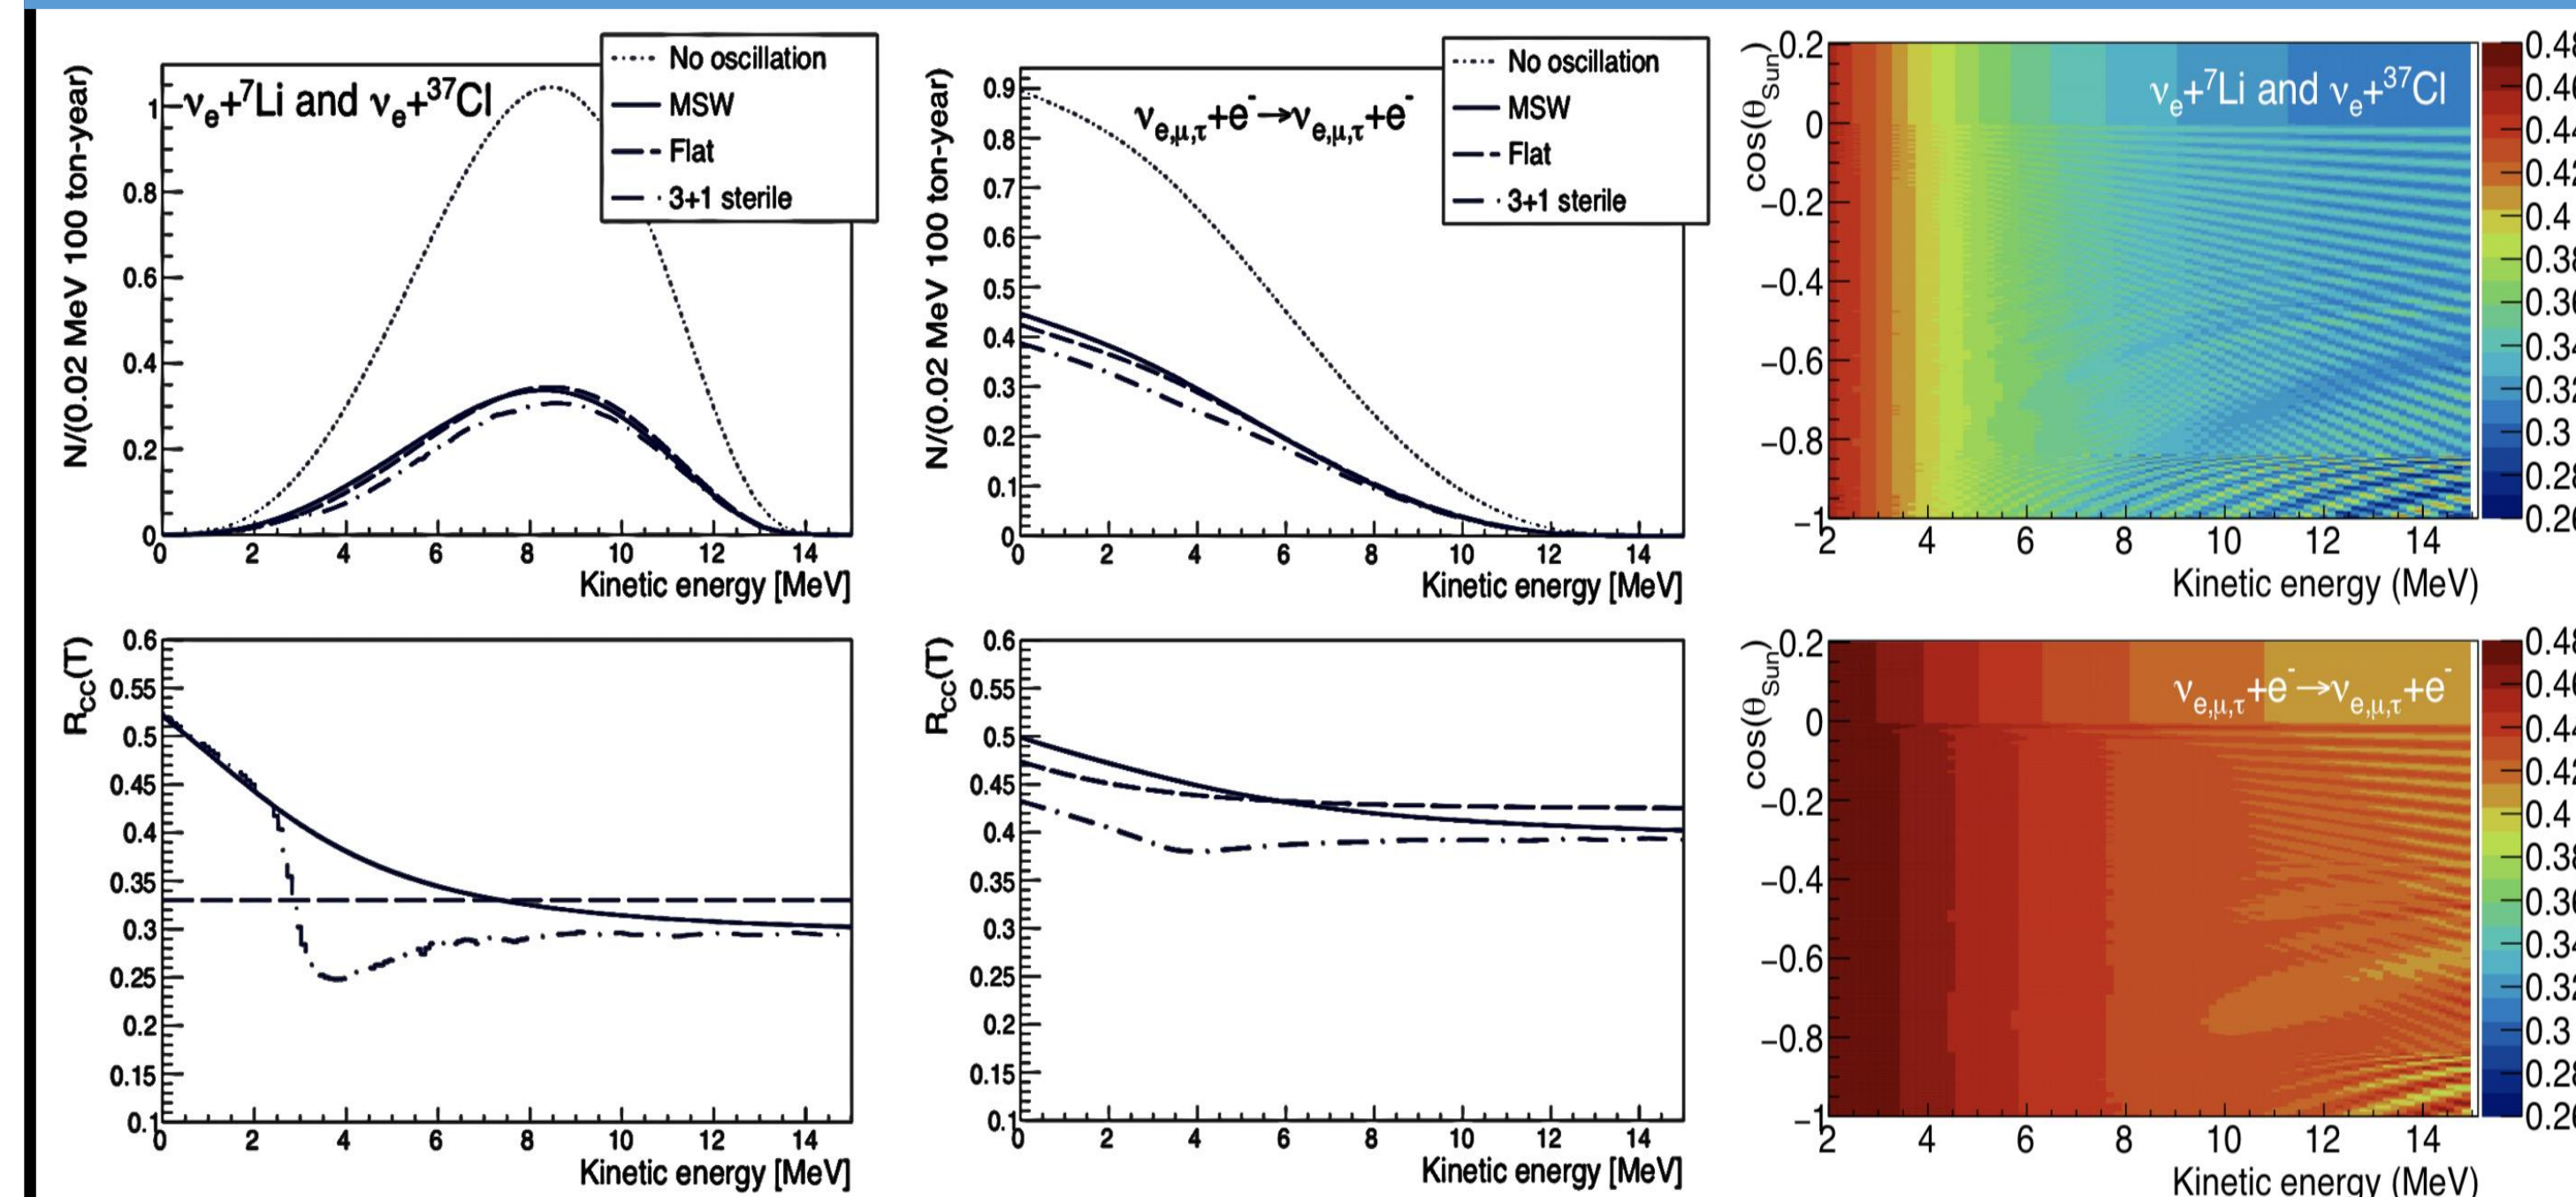 N/(0.02 MeV 100 ton-year)
νe+7Li and νe+37Cl
No oscillation
MSW
Flat
3+1 sterile
1
0.8
0.6
0.4
0.2
0
0 2 4 6 8 10 12 14
Kinetic energy [MeV]
N/(0.02 MeV 100 ton-year)
νe,μ,τ+e-→νe,μ,τ+e-
No oscillation
MSW
Flat
3+1 sterile
0.9
0.8
0.7
0.6
0.5
0.4
0.3
0.2
0.1
0
0 2 4 6 8 10 12 14
Kinetic energy [MeV]
cos(θSun)
νe+7Li and νe+37Cl
0.2
0
−0.2
−0.4
−0.6
−0.8
−1
2 4 6 8 10 12 14
Kinetic energy (MeV)
0.4
0.3
RCC(T)
0.6
0.55
0.5
0.45
0.4
0.35
0.3
0.25
0.2
0.15
0.1
0 2 4 6 8 10 12 14
Kinetic energy [MeV]
RCC(T)
0.6
0.55
0.5
0.45
0.4
0.35
0.3
0.25
0.2
0.15
0.1
0 2 4 6 8 10 12 14
Kinetic energy [MeV]
cos(θSun)
νe,μ,τ+e-→νe,μ,τ+e-
0.2
0
−0.2
−0.4
−0.6
−0.8
−1
2 4 6 8 10 12 14
Kinetic energy (MeV)
0.4
0.3